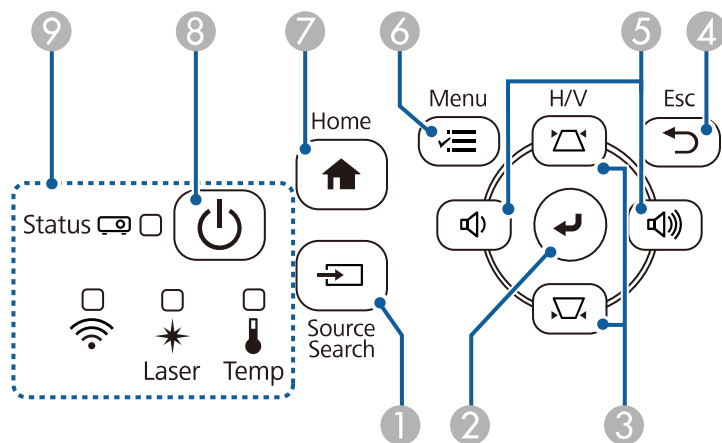 9
8
7
6
5
4
Menu
H/V
Esc
Home
Status
Source
Search
Laser
Temp
1
2
3